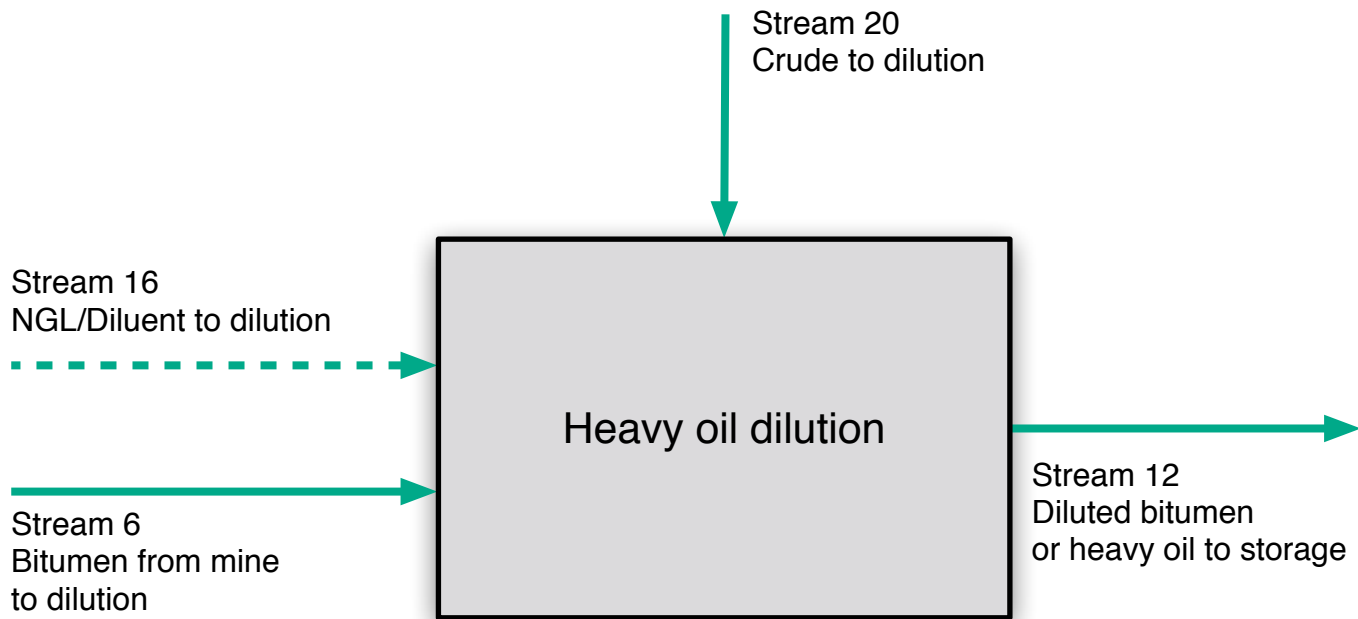 Stream 20
Crude to dilution
Stream 16
NGL/Diluent to dilution
Heavy oil dilution
Stream 6
Bitumen from mine
to dilution
Stream 12
Diluted bitumen
or heavy oil to storage